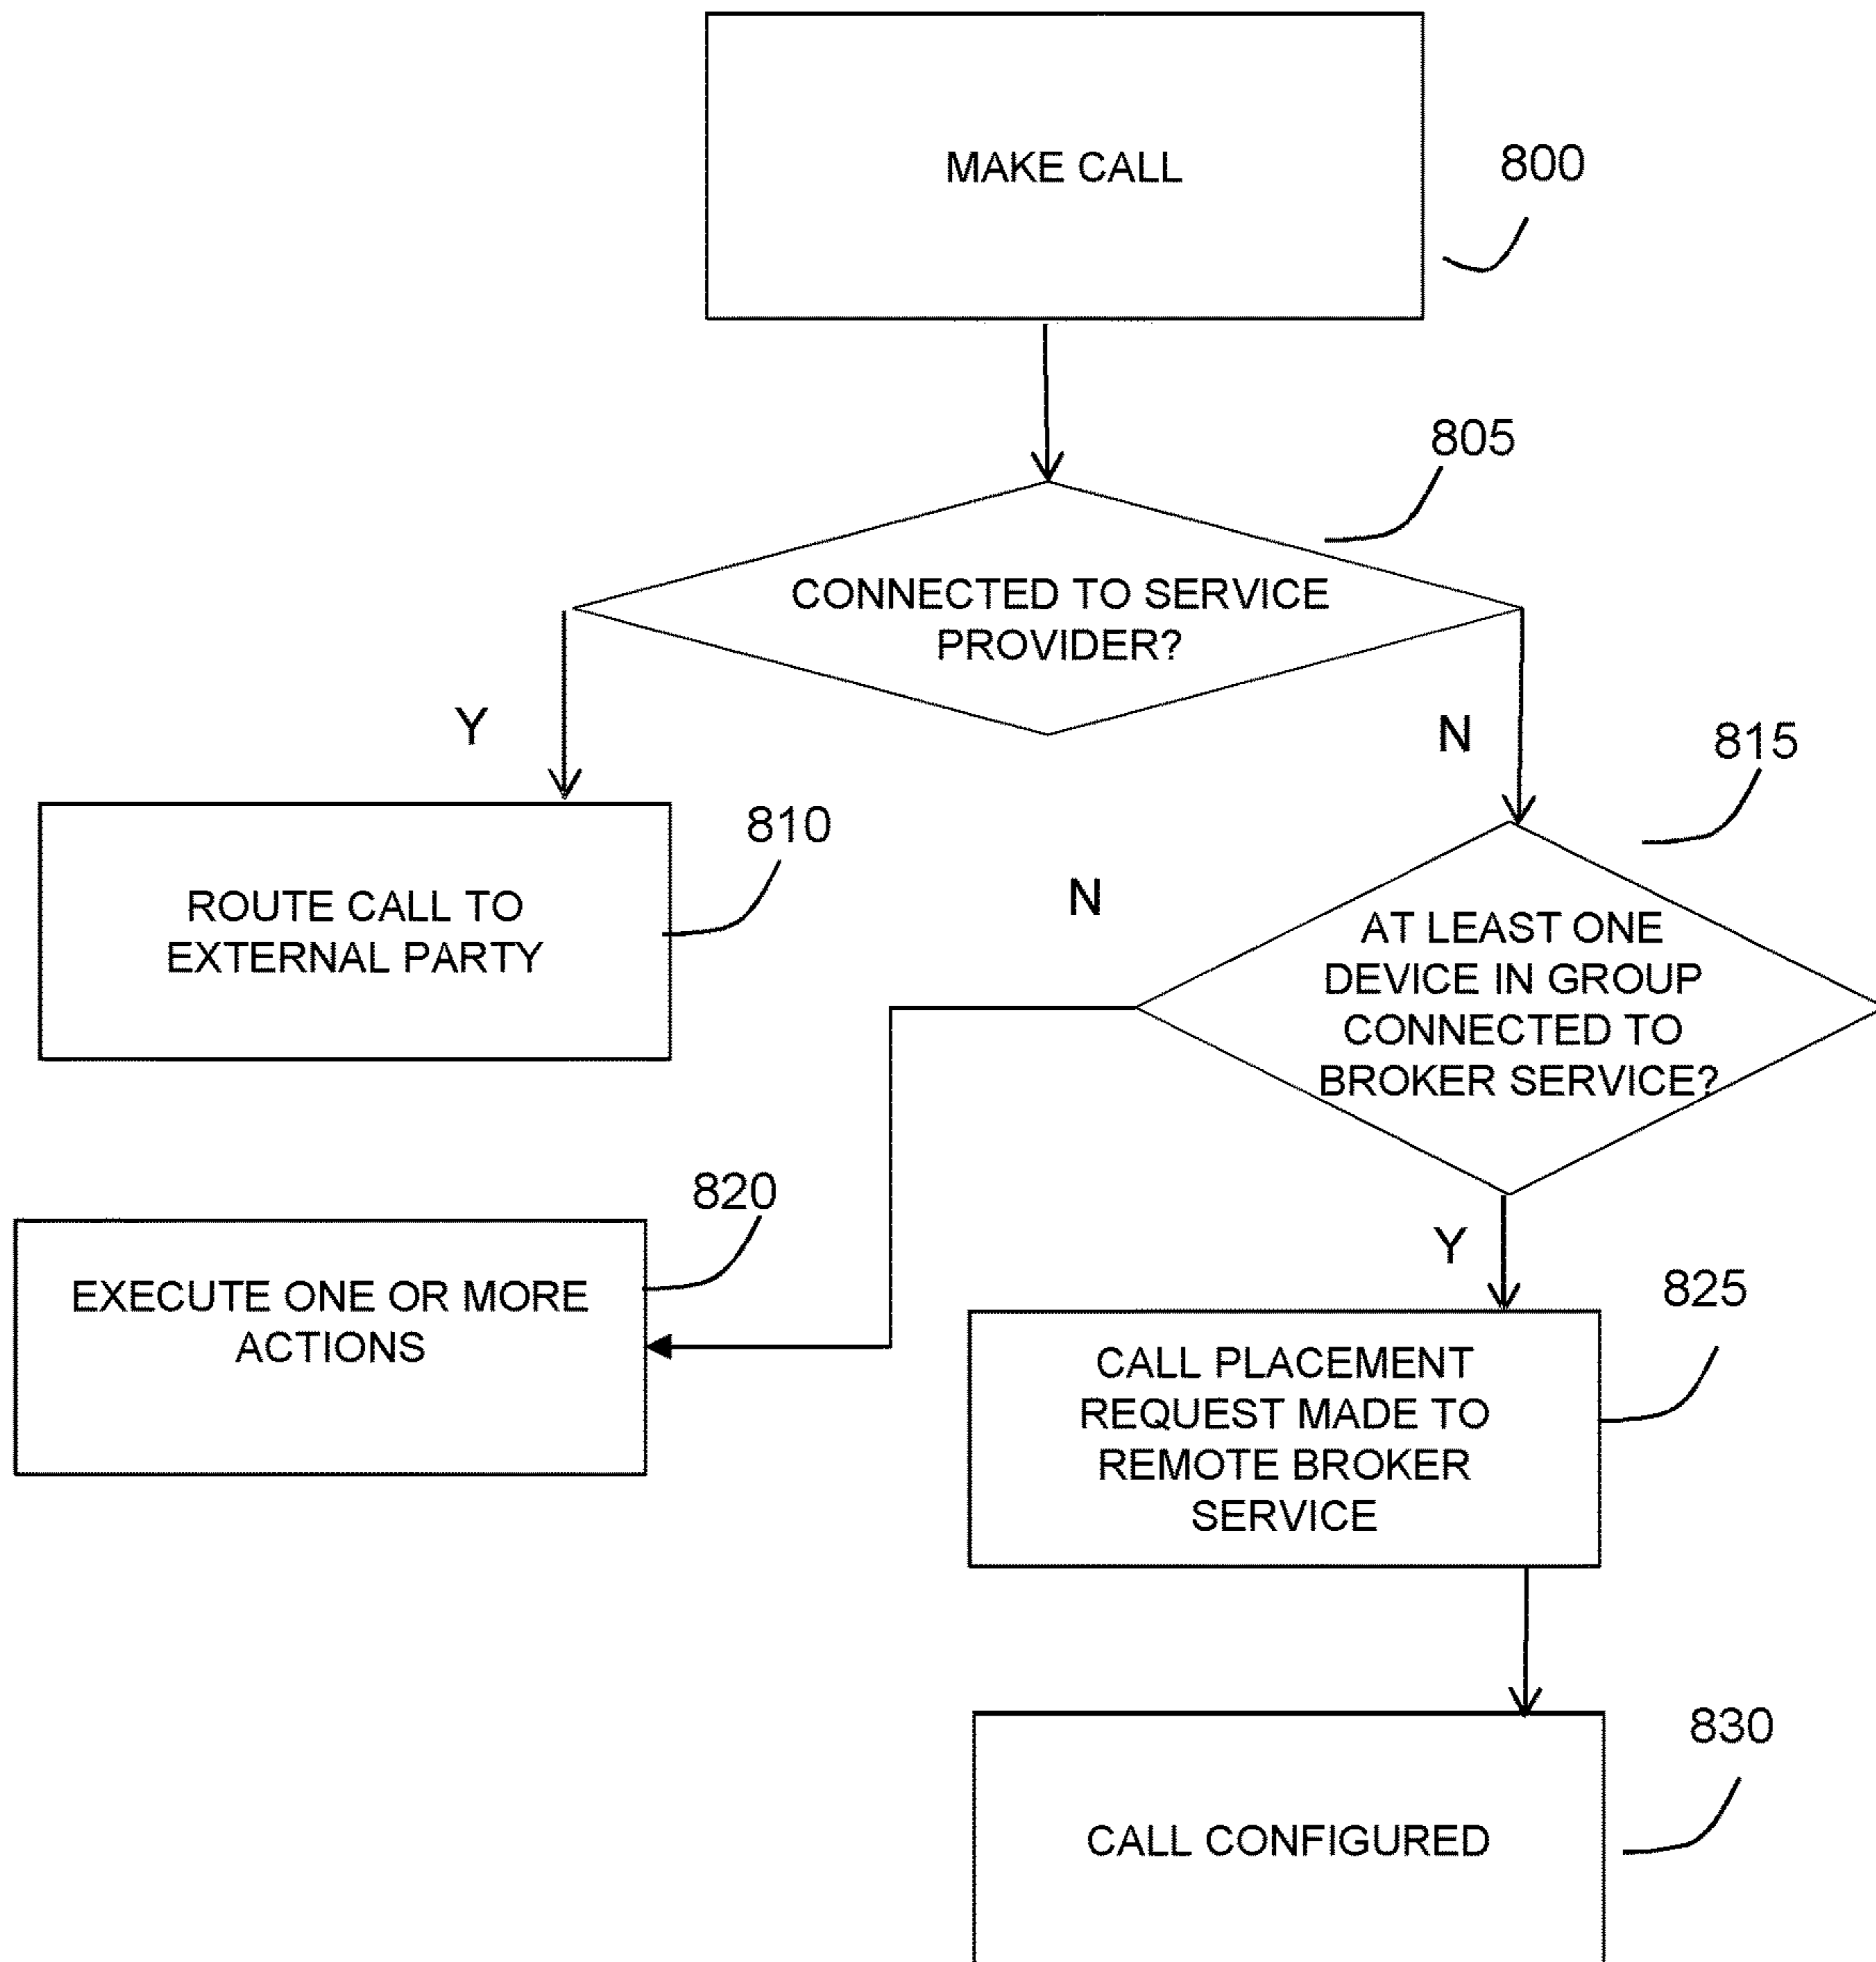 MAKE CALL
800
805
CONNECTED TO SERVICE
PROVIDER?
Y
N
815
810
ROUTE CALL TO
EXTERNAL PARTY
N
AT LEAST ONE
DEVICE IN GROUP
CONNECTED TO
BROKER SERVICE?
820
EXECUTE ONE OR MORE
ACTIONS
Y
825
CALL PLACEMENT
REQUEST MADE TO
REMOTE BROKER
SERVICE
830
CALL CONFIGURED